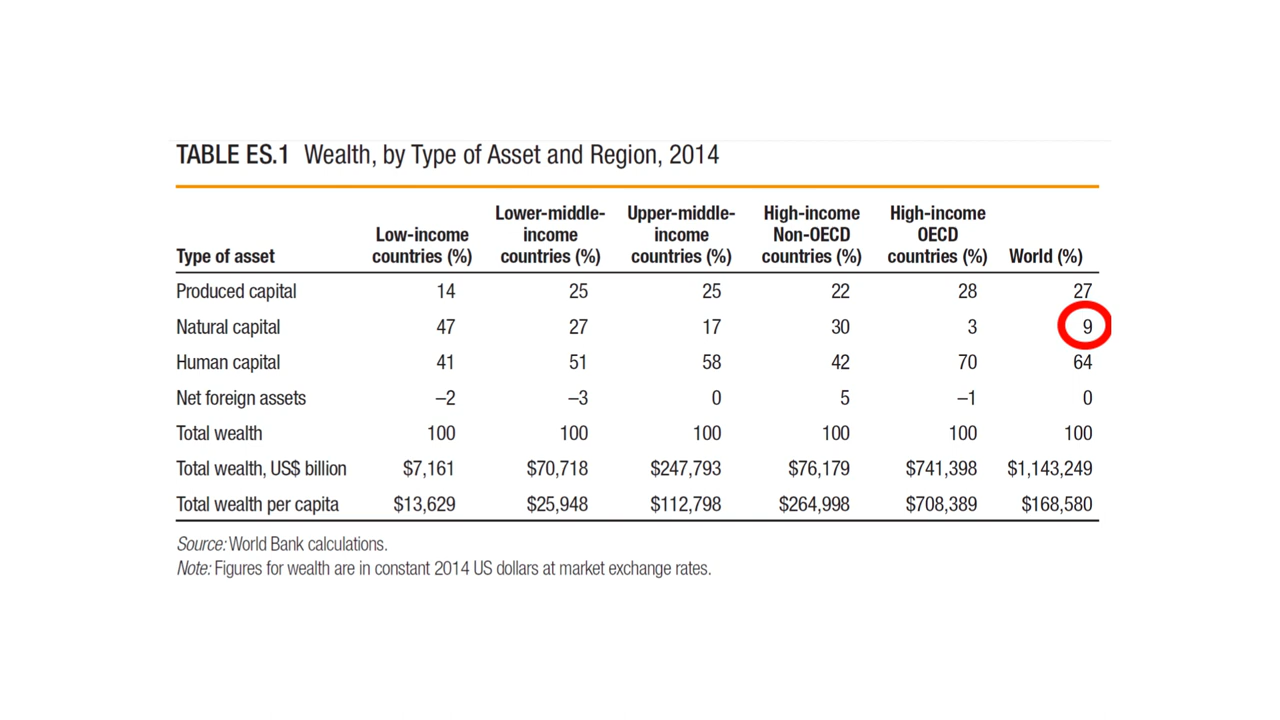 TABLE ES.1 Wealth, by Type of Asset and Region, 2014
Type of asset Low-income countries (%) Lower-middle-income countries (%) Upper-middle-income countries (%) High-income Non-OECD countries (%) High-income OECD countries (%) World (%)
Produced capital 14 25 25 22 28 27
Natural capital 47 27 17 30 3 9
Human capital 41 51 58 42 70 64
Net foreign assets –2 –3 0 5 –1 0
Total wealth 100 100 100 100 100 100
Total wealth, US$ billion $7,161 $70,718 $247,793 $76,179 $741,398 $1,143,249
Total wealth per capita $13,629 $25,948 $112,798 $264,998 $708,389 $168,580
Source: World Bank calculations.
Note: Figures for wealth are in constant 2014 US dollars at market exchange rates.